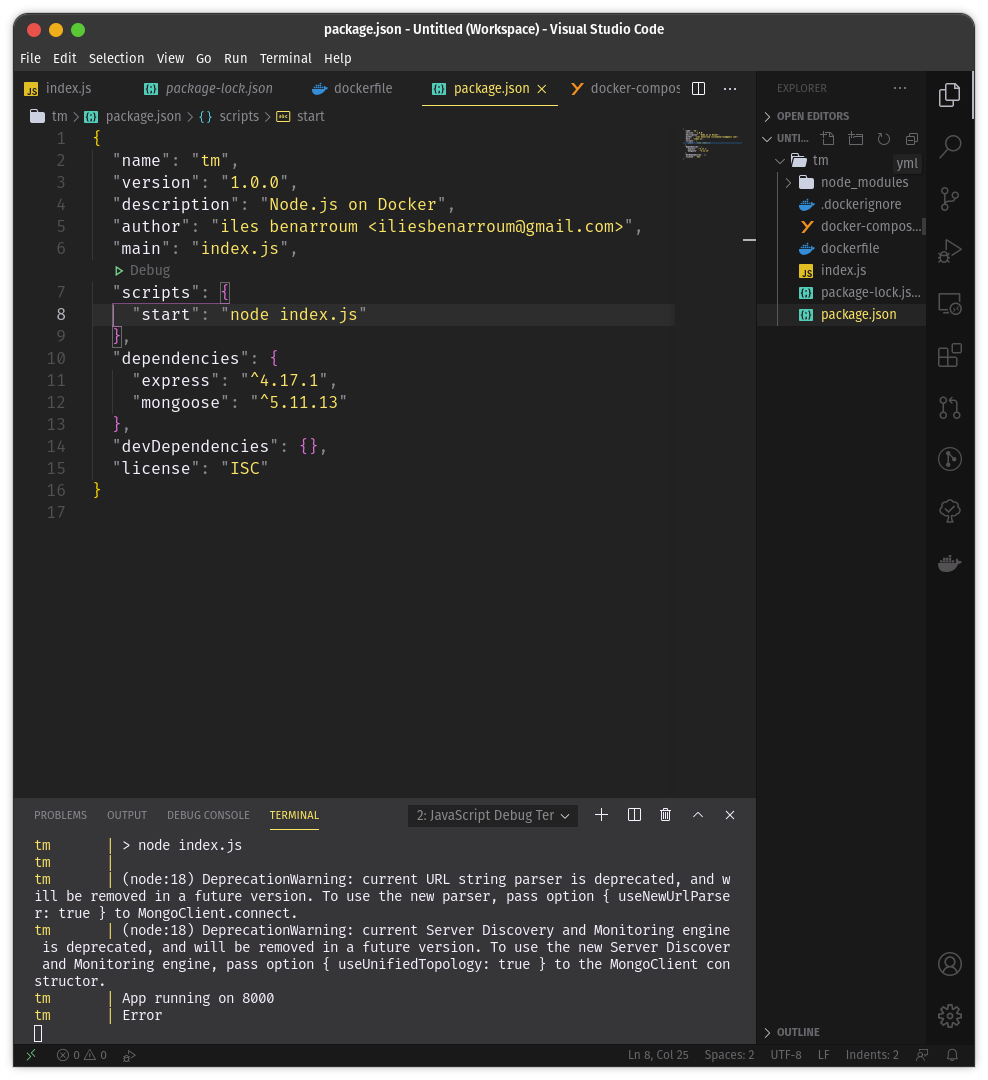 package.json - Untitled (Workspace) - Visual Studio Code
File Edit Selection View Go Run Terminal Help
index.js package-lock.json dockerfile package.json docker-compos
tm > package.json > {} scripts > abc start
1 {
2 "name": "tm",
3 "version": "1.0.0",
4 "description": "Node.js on Docker",
5 "author": "iles benarroum <iliesbenarroum@gmail.com>",
6 "main": "index.js",
Debug
7 "scripts": {
8 "start": "node index.js"
9 },
10 "dependencies": {
11 "express": "^4.17.1",
12 "mongoose": "^5.11.13"
13 },
14 "devDependencies": {},
15 "license": "ISC"
16 }
17
EXPLORER
OPEN EDITORS
UNTI...
tm
yml
node_modules
.dockerignore
docker-compos...
dockerfile
index.js
package-lock.js...
package.json
OUTLINE
PROBLEMS OUTPUT DEBUG CONSOLE TERMINAL 2: JavaScript Debug Ter
tm | > node index.js
tm |
tm | (node:18) DeprecationWarning: current URL string parser is deprecated, and w
ill be removed in a future version. To use the new parser, pass option { useNewUrlParse
r: true } to MongoClient.connect.
tm | (node:18) DeprecationWarning: current Server Discovery and Monitoring engine
is deprecated, and will be removed in a future version. To use the new Server Discover
and Monitoring engine, pass option { useUnifiedTopology: true } to the MongoClient con
structor.
tm | App running on 8000
tm | Error
0 0 Ln 8, Col 25 Spaces: 2 UTF-8 LF Indents: 2